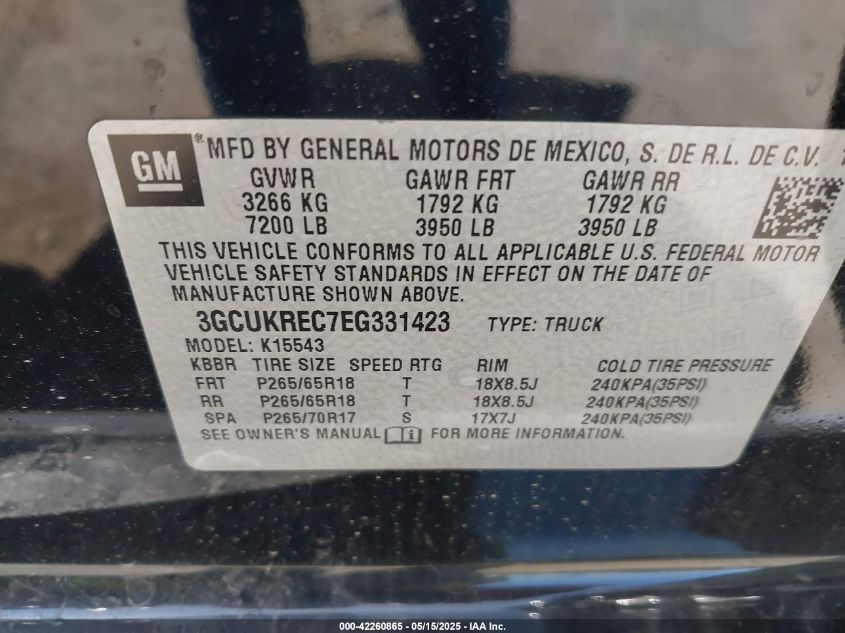 GM ® MFD BY GENERAL MOTORS DE MEXICO, S. DE R.L. DE C.V.
GVWR GAWR FRT GAWR RR
3266 KG 1792 KG 1792 KG
7200 LB 3950 LB 3950 LB
THIS VEHICLE CONFORMS TO ALL APPLICABLE U.S. FEDERAL MOTOR
VEHICLE SAFETY STANDARDS IN EFFECT ON THE DATE OF
MANUFACTURE SHOWN ABOVE.
3GCUKREC7EG331423 TYPE: TRUCK
MODEL: K15543
KBBR TIRE SIZE SPEED RTG RIM COLD TIRE PRESSURE
FRT P265/65R18 T 18X8.5J 240KPA(35PSI)
RR P265/65R18 T 18X8.5J 240KPA(35PSI)
SPA P265/70R17 S 17X7J 240KPA(35PSI)
SEE OWNER'S MANUAL FOR MORE INFORMATION.
000-42260865 - 05/15/2025 - IAA Inc.